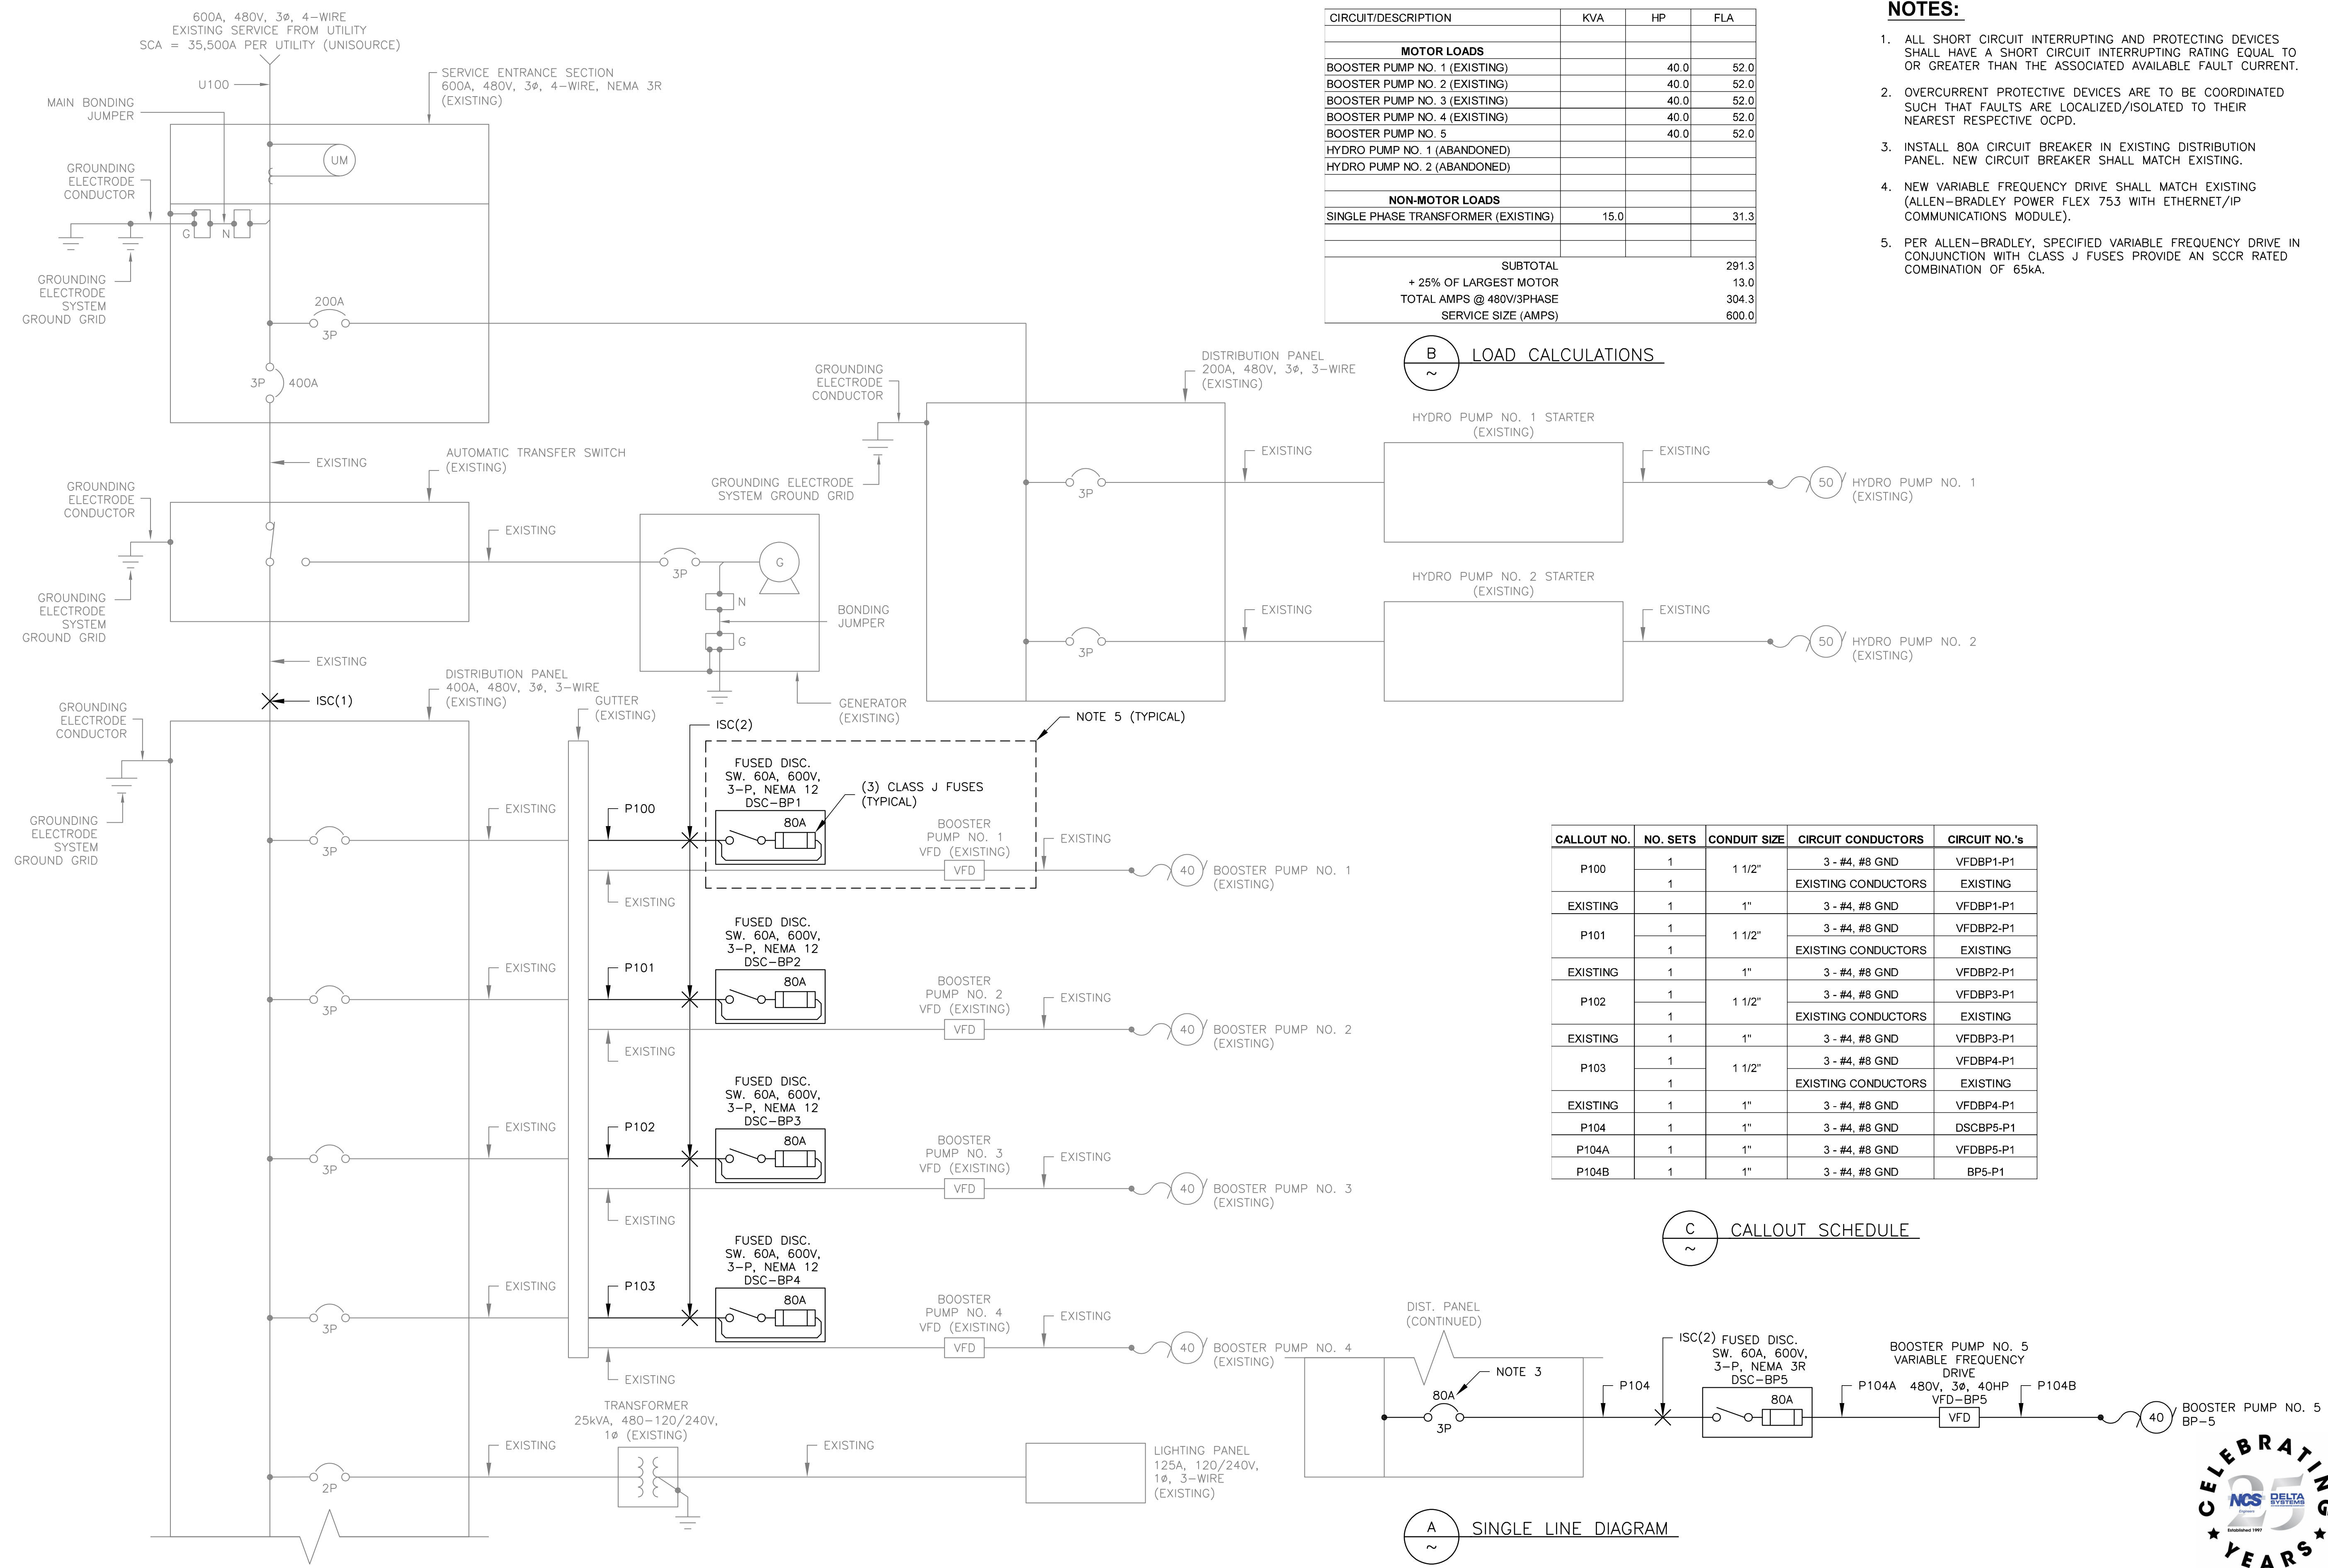 600A, 480V, 3ø, 4-WIRE
EXISTING SERVICE FROM UTILITY
SCA = 35,500A PER UTILITY (UNISOURCE)
U100
SERVICE ENTRANCE SECTION
600A, 480V, 3ø, 4-WIRE, NEMA 3R
(EXISTING)
MAIN BONDING
JUMPER
UM
GROUNDING
ELECTRODE
CONDUCTOR
G
N
GROUNDING
ELECTRODE
SYSTEM
GROUND GRID
200A
3P
3P
400A
EXISTING
AUTOMATIC TRANSFER SWITCH
(EXISTING)
GROUNDING
ELECTRODE
CONDUCTOR
GROUNDING
ELECTRODE
SYSTEM
GROUND GRID
EXISTING
3P
G
N
G
BONDING
JUMPER
GENERATOR
(EXISTING)
EXISTING
ISC(1)
GROUNDING
ELECTRODE
CONDUCTOR
GROUNDING ELECTRODE
SYSTEM GROUND GRID
DISTRIBUTION PANEL
200A, 480V, 3ø, 3-WIRE
(EXISTING)
3P
EXISTING
HYDRO PUMP NO. 1 STARTER
(EXISTING)
EXISTING
50
HYDRO PUMP NO. 1
(EXISTING)
3P
EXISTING
HYDRO PUMP NO. 2 STARTER
(EXISTING)
EXISTING
50
HYDRO PUMP NO. 2
(EXISTING)
DISTRIBUTION PANEL
400A, 480V, 3ø, 3-WIRE
(EXISTING)
GROUNDING
ELECTRODE
CONDUCTOR
GROUNDING
ELECTRODE
SYSTEM
GROUND GRID
GUTTER
(EXISTING)
ISC(2)
NOTE 5 (TYPICAL)
3P
EXISTING
P100
FUSED DISC.
SW. 60A, 600V,
3-P, NEMA 12
DSC-BP1
80A
(3) CLASS J FUSES
(TYPICAL)
EXISTING
BOOSTER
PUMP NO. 1
VFD (EXISTING)
VFD
EXISTING
40
BOOSTER PUMP NO. 1
(EXISTING)
3P
EXISTING
P101
FUSED DISC.
SW. 60A, 600V,
3-P, NEMA 12
DSC-BP2
80A
EXISTING
BOOSTER
PUMP NO. 2
VFD (EXISTING)
VFD
EXISTING
40
BOOSTER PUMP NO. 2
(EXISTING)
3P
EXISTING
P102
FUSED DISC.
SW. 60A, 600V,
3-P, NEMA 12
DSC-BP3
80A
EXISTING
BOOSTER
PUMP NO. 3
VFD (EXISTING)
VFD
EXISTING
40
BOOSTER PUMP NO. 3
(EXISTING)
3P
EXISTING
P103
FUSED DISC.
SW. 60A, 600V,
3-P, NEMA 12
DSC-BP4
80A
EXISTING
BOOSTER
PUMP NO. 4
VFD (EXISTING)
VFD
EXISTING
40
BOOSTER PUMP NO. 4
(EXISTING)
2P
EXISTING
TRANSFORMER
25kVA, 480-120/240V,
1ø (EXISTING)
EXISTING
LIGHTING PANEL
125A, 120/240V,
1ø, 3-WIRE
(EXISTING)
DIST. PANEL
(CONTINUED)
NOTE 3
80A
3P
P104
ISC(2)
FUSED DISC.
SW. 60A, 600V,
3-P, NEMA 3R
DSC-BP5
80A
P104A
BOOSTER PUMP NO. 5
VARIABLE FREQUENCY
DRIVE
480V, 3ø, 40HP
VFD-BP5
VFD
P104B
40
BOOSTER PUMP NO. 5
BP-5
A
~
SINGLE LINE DIAGRAM
CIRCUIT/DESCRIPTION KVA HP FLA
MOTOR LOADS
BOOSTER PUMP NO. 1 (EXISTING) 40.0 52.0
BOOSTER PUMP NO. 2 (EXISTING) 40.0 52.0
BOOSTER PUMP NO. 3 (EXISTING) 40.0 52.0
BOOSTER PUMP NO. 4 (EXISTING) 40.0 52.0
BOOSTER PUMP NO. 5 40.0 52.0
HYDRO PUMP NO. 1 (ABANDONED)
HYDRO PUMP NO. 2 (ABANDONED)
NON-MOTOR LOADS
SINGLE PHASE TRANSFORMER (EXISTING) 15.0 31.3
SUBTOTAL 291.3
+ 25% OF LARGEST MOTOR 13.0
TOTAL AMPS @ 480V/3PHASE 304.3
SERVICE SIZE (AMPS) 600.0
B
~
LOAD CALCULATIONS
NOTES:
1. ALL SHORT CIRCUIT INTERRUPTING AND PROTECTING DEVICES
SHALL HAVE A SHORT CIRCUIT INTERRUPTING RATING EQUAL TO
OR GREATER THAN THE ASSOCIATED AVAILABLE FAULT CURRENT.
2. OVERCURRENT PROTECTIVE DEVICES ARE TO BE COORDINATED
SUCH THAT FAULTS ARE LOCALIZED/ISOLATED TO THEIR
NEAREST RESPECTIVE OCPD.
3. INSTALL 80A CIRCUIT BREAKER IN EXISTING DISTRIBUTION
PANEL. NEW CIRCUIT BREAKER SHALL MATCH EXISTING.
4. NEW VARIABLE FREQUENCY DRIVE SHALL MATCH EXISTING
(ALLEN-BRADLEY POWER FLEX 753 WITH ETHERNET/IP
COMMUNICATIONS MODULE).
5. PER ALLEN-BRADLEY, SPECIFIED VARIABLE FREQUENCY DRIVE IN
CONJUNCTION WITH CLASS J FUSES PROVIDE AN SCCR RATED
COMBINATION OF 65kA.
CALLOUT NO. NO. SETS CONDUIT SIZE CIRCUIT CONDUCTORS CIRCUIT NO.'s
P100 1 1 1/2" 3 - #4, #8 GND VFDBP1-P1
1 EXISTING CONDUCTORS EXISTING
EXISTING 1 1" 3 - #4, #8 GND VFDBP1-P1
P101 1 1 1/2" 3 - #4, #8 GND VFDBP2-P1
1 EXISTING CONDUCTORS EXISTING
EXISTING 1 1" 3 - #4, #8 GND VFDBP2-P1
P102 1 1 1/2" 3 - #4, #8 GND VFDBP3-P1
1 EXISTING CONDUCTORS EXISTING
EXISTING 1 1" 3 - #4, #8 GND VFDBP3-P1
P103 1 1 1/2" 3 - #4, #8 GND VFDBP4-P1
1 EXISTING CONDUCTORS EXISTING
EXISTING 1 1" 3 - #4, #8 GND VFDBP4-P1
P104 1 1" 3 - #4, #8 GND DSCBP5-P1
P104A 1 1" 3 - #4, #8 GND VFDBP5-P1
P104B 1 1" 3 - #4, #8 GND BP5-P1
C
~
CALLOUT SCHEDULE
CELEBRATING
25
NCS
Engineers
DELTA
SYSTEMS
Established 1997
YEARS